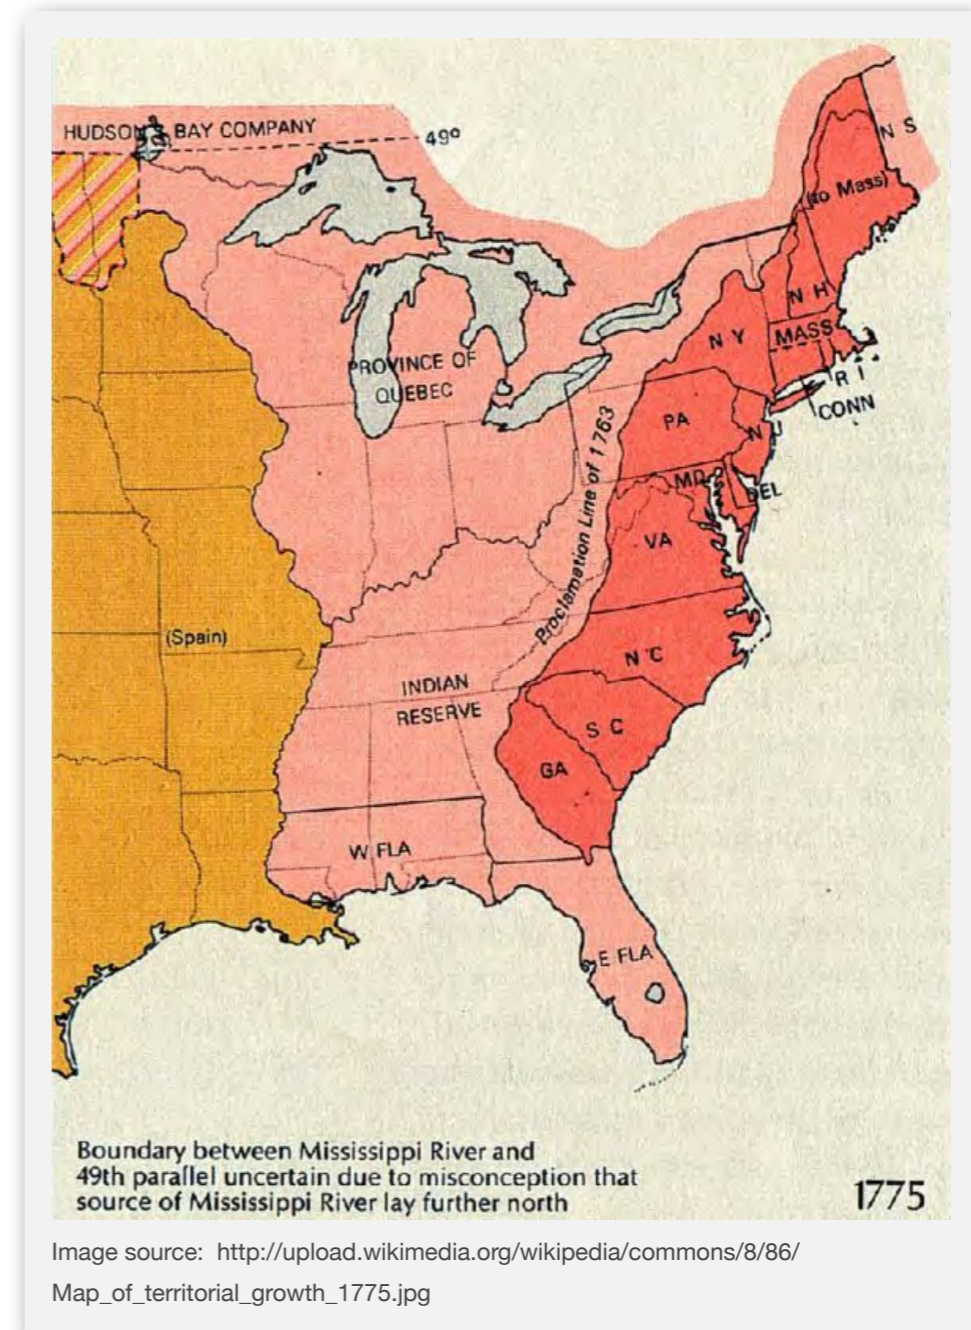 HUDSON'S BAY COMPANY
49º
N S
(to Mass)
N H
N Y
MASS
R I
CONN
PROVINCE OF
QUEBEC
PA
N J
MD
DEL
VA
Proclamation Line of 1763
(Spain)
N C
INDIAN
RESERVE
S C
GA
W FLA
E FLA
Boundary between Mississippi River and
49th parallel uncertain due to misconception that
source of Mississippi River lay further north
1775
Image source: http://upload.wikimedia.org/wikipedia/commons/8/86/
Map_of_territorial_growth_1775.jpg